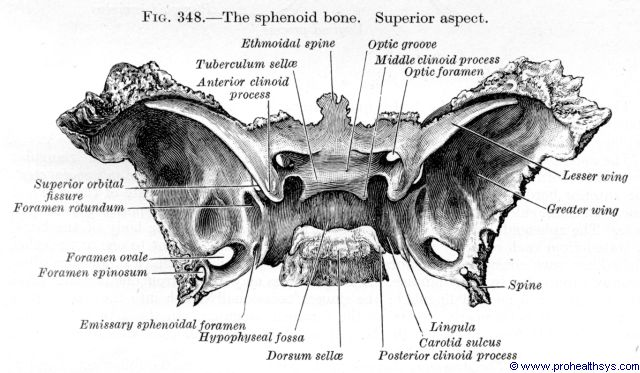 FIG. 348.—The sphenoid bone. Superior aspect.
Ethmoidal spine
Optic groove
Tuberculum sellæ
Middle clinoid process
Anterior clinoid
process
Optic foramen
Lesser wing
Superior orbital
fissure
Greater wing
Foramen rotundum
Foramen ovale
Foramen spinosum
Spine
Emissary sphenoidal foramen
Lingula
Hypophyseal fossa
Carotid sulcus
Dorsum sellæ
Posterior clinoid process
© www.prohealthsys.com